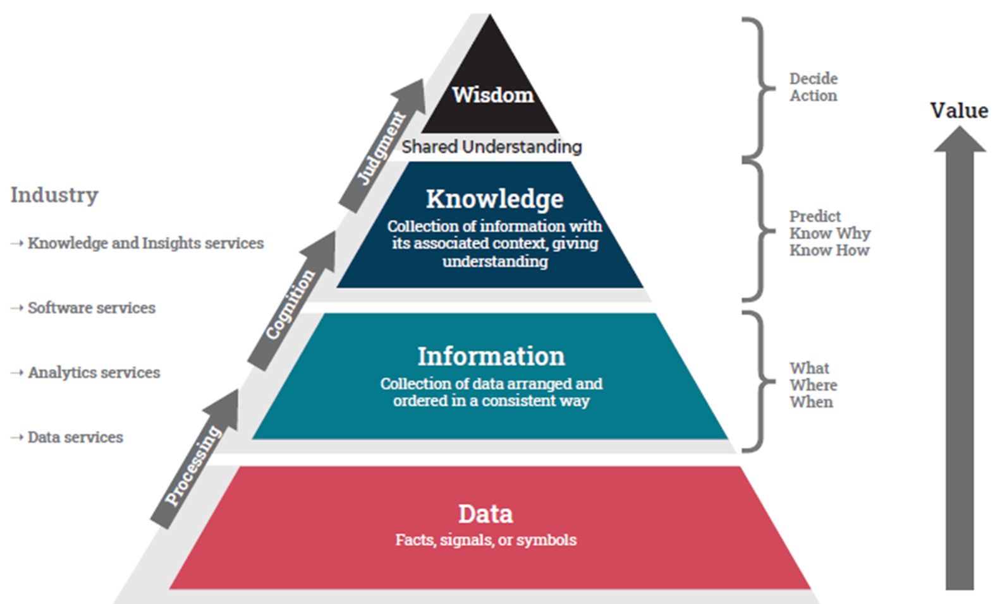 Wisdom
Shared Understanding
Knowledge
Collection of information with
its associated context, giving
understanding
Information
Collection of data arranged and
ordered in a consistent way
Data
Facts, signals, or symbols
Judgment
Cognition
Processing
Industry
→ Knowledge and Insights services
→ Software services
→ Analytics services
→ Data services
Decide
Action
Predict
Know Why
Know How
What
Where
When
Value